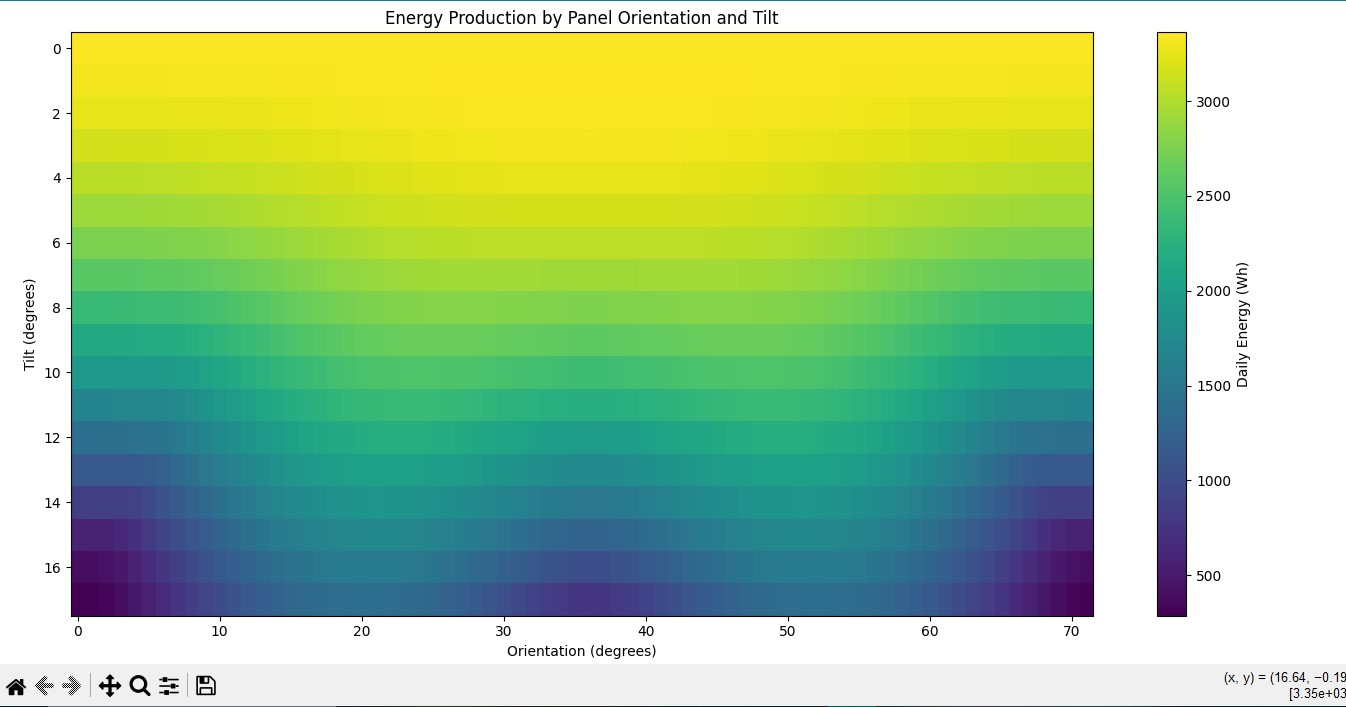 Energy Production by Panel Orientation and Tilt
0
2
4
6
8
10
12
14
16
Tilt (degrees)
0 10 20 30 40 50 60 70
Orientation (degrees)
3000
2500
2000
1500
1000
500
Daily Energy (Wh)
(x, y) = (16.64, −0.19
[3.35e+03